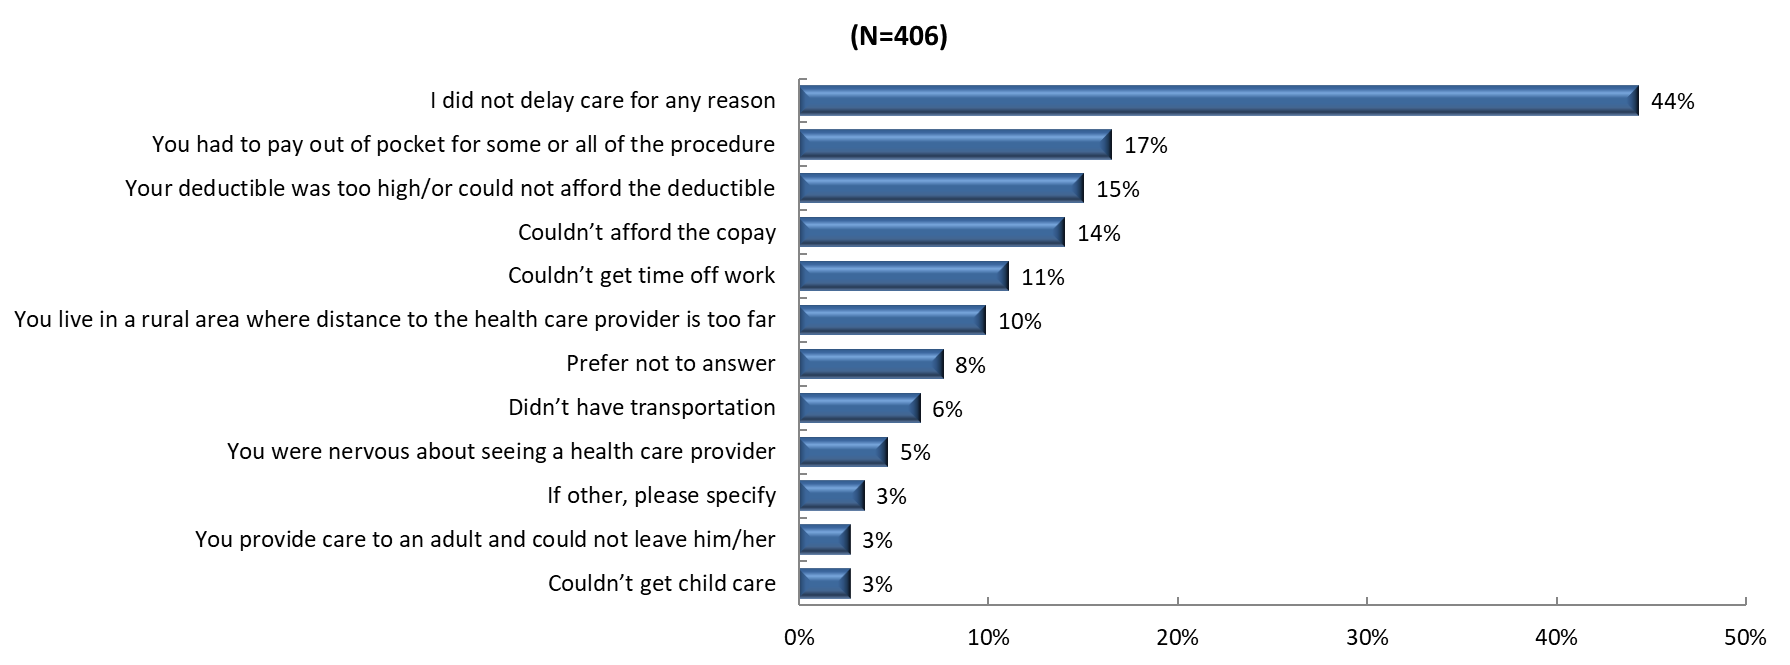 (N=406)
I did not delay care for any reason 44%
You had to pay out of pocket for some or all of the procedure 17%
Your deductible was too high/or could not afford the deductible 15%
Couldn’t afford the copay 14%
Couldn’t get time off work 11%
You live in a rural area where distance to the health care provider is too far 10%
Prefer not to answer 8%
Didn’t have transportation 6%
You were nervous about seeing a health care provider 5%
If other, please specify 3%
You provide care to an adult and could not leave him/her 3%
Couldn’t get child care 3%
0% 10% 20% 30% 40% 50%